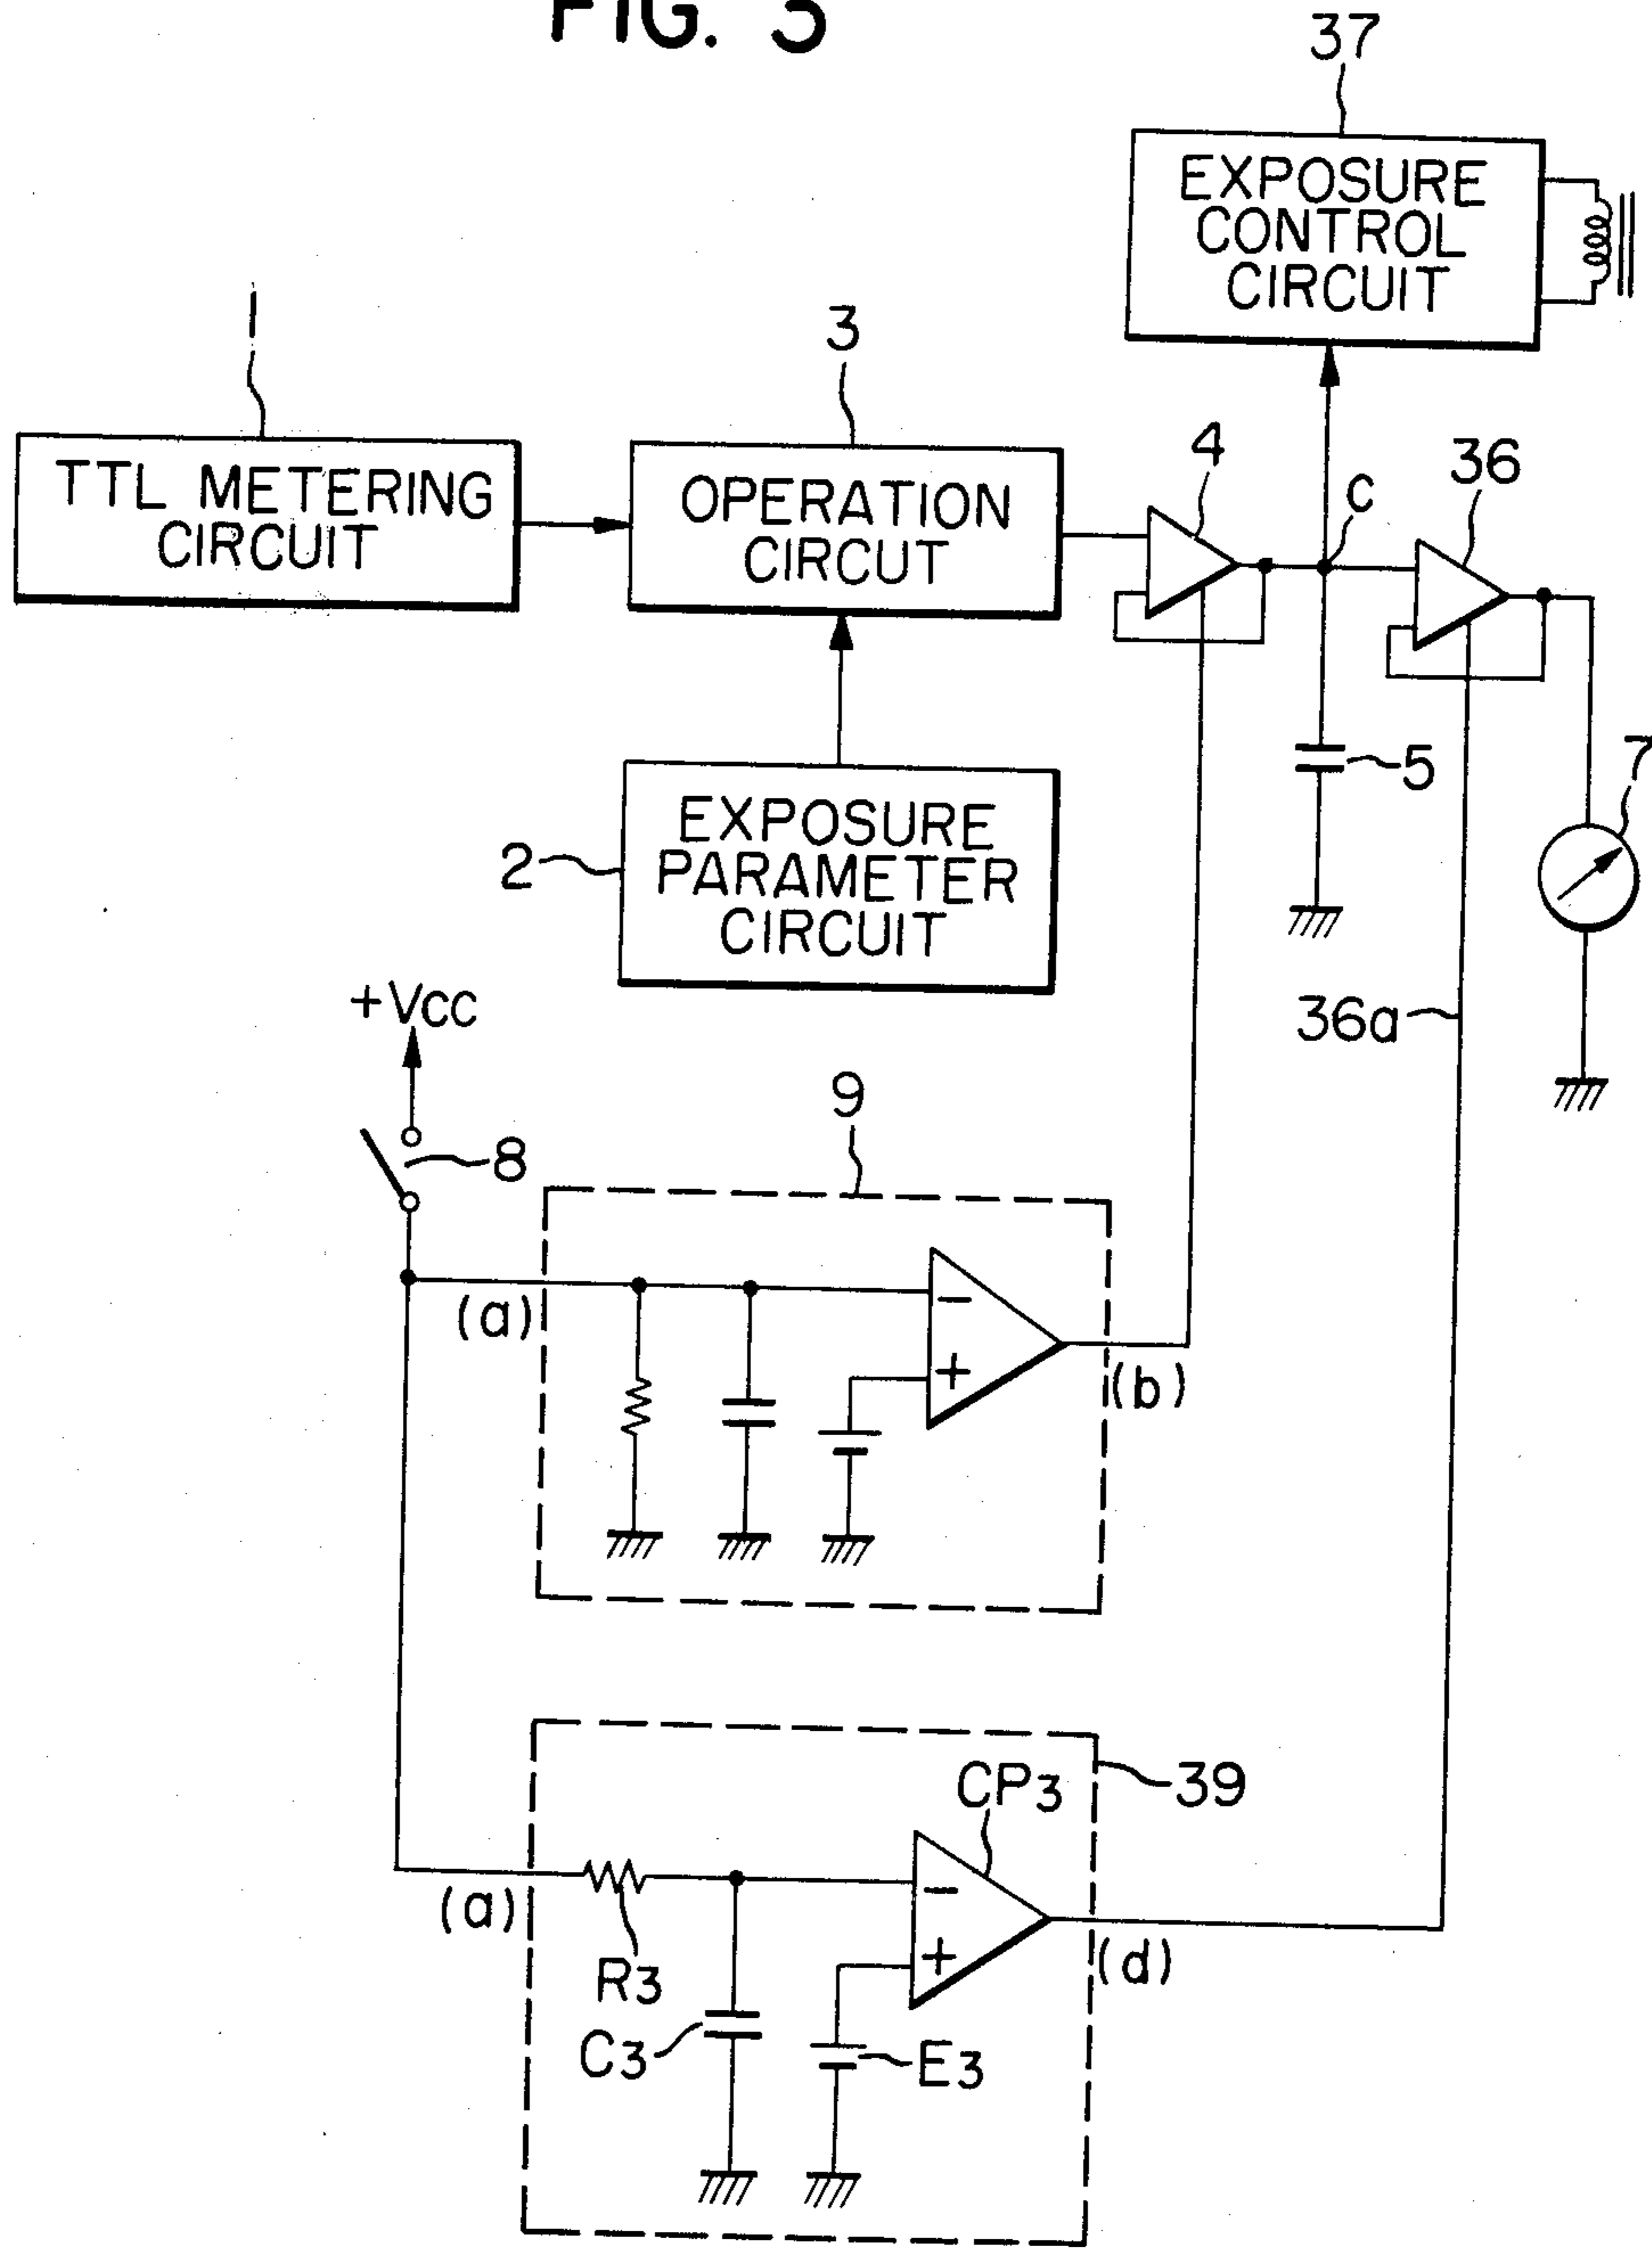 FIG. 3
37
EXPOSURE
CONTROL
CIRCUIT
1
3
4
C
36
TTL METERING
CIRCUIT
OPERATION
CIRCUT
5
7
2
EXPOSURE
PARAMETER
CIRCUIT
+VCC
36a
9
8
(a)
−
+
(b)
CP3
39
(a)
−
+
(d)
R3
C3
E3